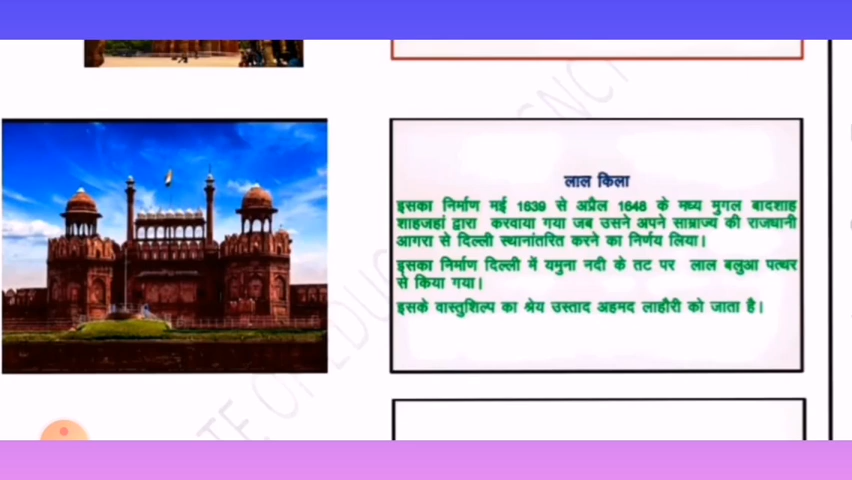 लाल किला
इसका निर्माण मई 1639 से अप्रैल 1648 के मध्य मुगल बादशाह
शाहजहां द्वारा करवाया गया जब उसने अपने साम्राज्य की राजधानी
आगरा से दिल्ली स्थानांतरित करने का निर्णय लिया।
इसका निर्माण दिल्ली में यमुना नदी के तट पर लाल बलुआ पत्थर
से किया गया।
इसके वास्तुशिल्प का श्रेय उस्ताद अहमद लाहौरी को जाता है।